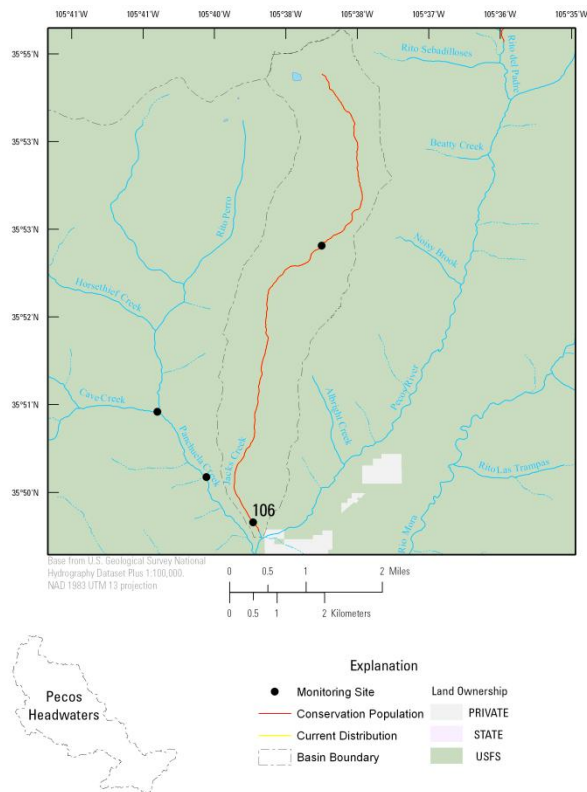 105°41'W 105°40'W 105°40'W 105°38'W 105°38'W 105°37'W 105°36'W 105°35'W
35°55'N
35°53'N
35°53'N
35°52'N
35°51'N
35°50'N
Rito Sebadilloses
Rito del Padre
Beatty Creek
Rito Perro
Noisy Brook
Horsethief Creek
Cave Creek
Panchuela Creek
Jacks Creek
Albright Creek
Pecos River
Rito Las Trampas
Rio Mora
106
Base from U.S. Geological Survey National
Hydrography Dataset Plus 1:100,000.
NAD 1983 UTM 13 projection
0 0.5 1 2 Miles
0 0.5 1 2 Kilometers
Pecos
Headwaters
Explanation
Monitoring Site
Conservation Population
Current Distribution
Basin Boundary
Land Ownership
PRIVATE
STATE
USFS